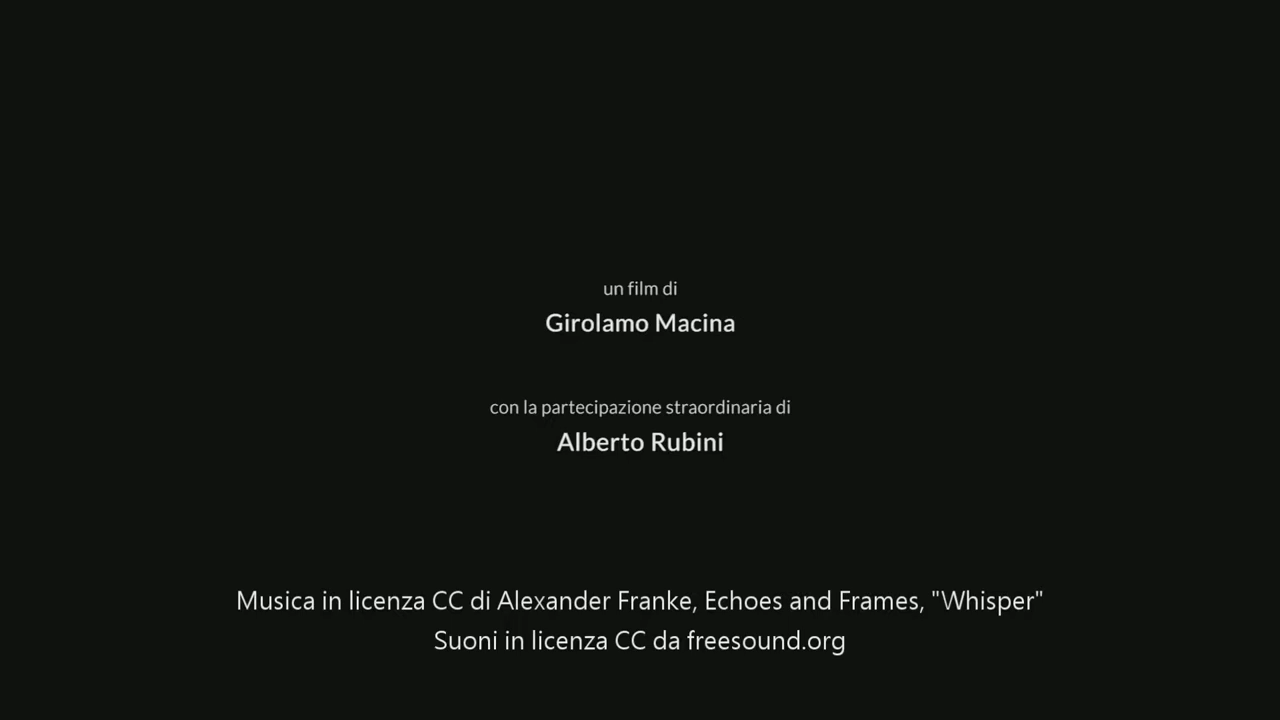 un film di
Girolamo Macina
con la partecipazione straordinaria di
Alberto Rubini
Musica in licenza CC di Alexander Franke, Echoes and Frames, "Whisper"
Suoni in licenza CC da freesound.org